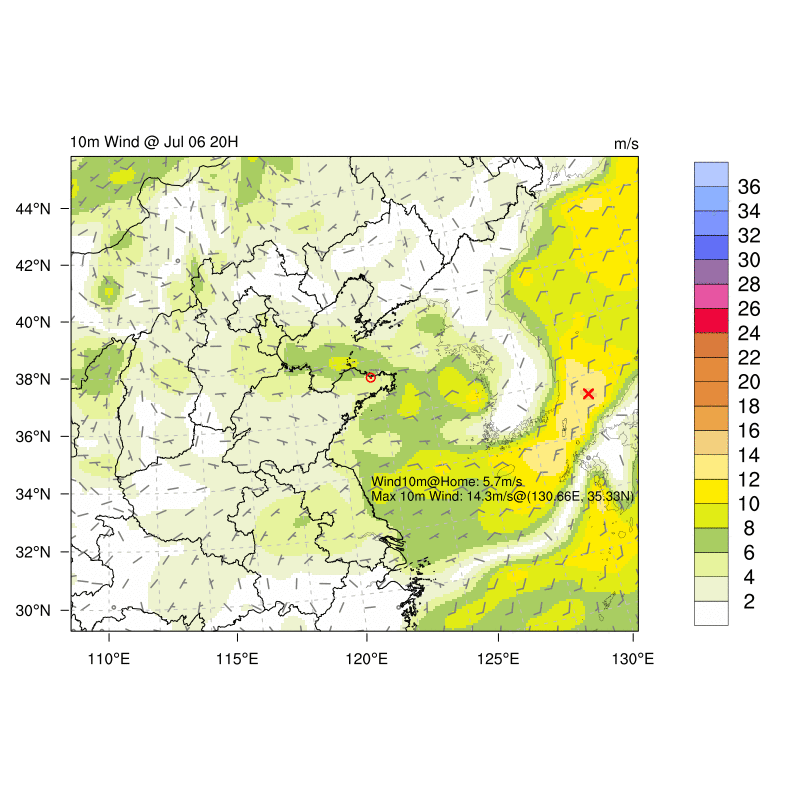 10m Wind @ Jul 06 20H
m/s
44°N
42°N
40°N
38°N
36°N
34°N
32°N
30°N
110°E
115°E
120°E
125°E
130°E
Wind10m@Home: 5.7m/s
Max 10m Wind: 14.3m/s@(130.66E, 35.33N)
36
34
32
30
28
26
24
22
20
18
16
14
12
10
8
6
4
2